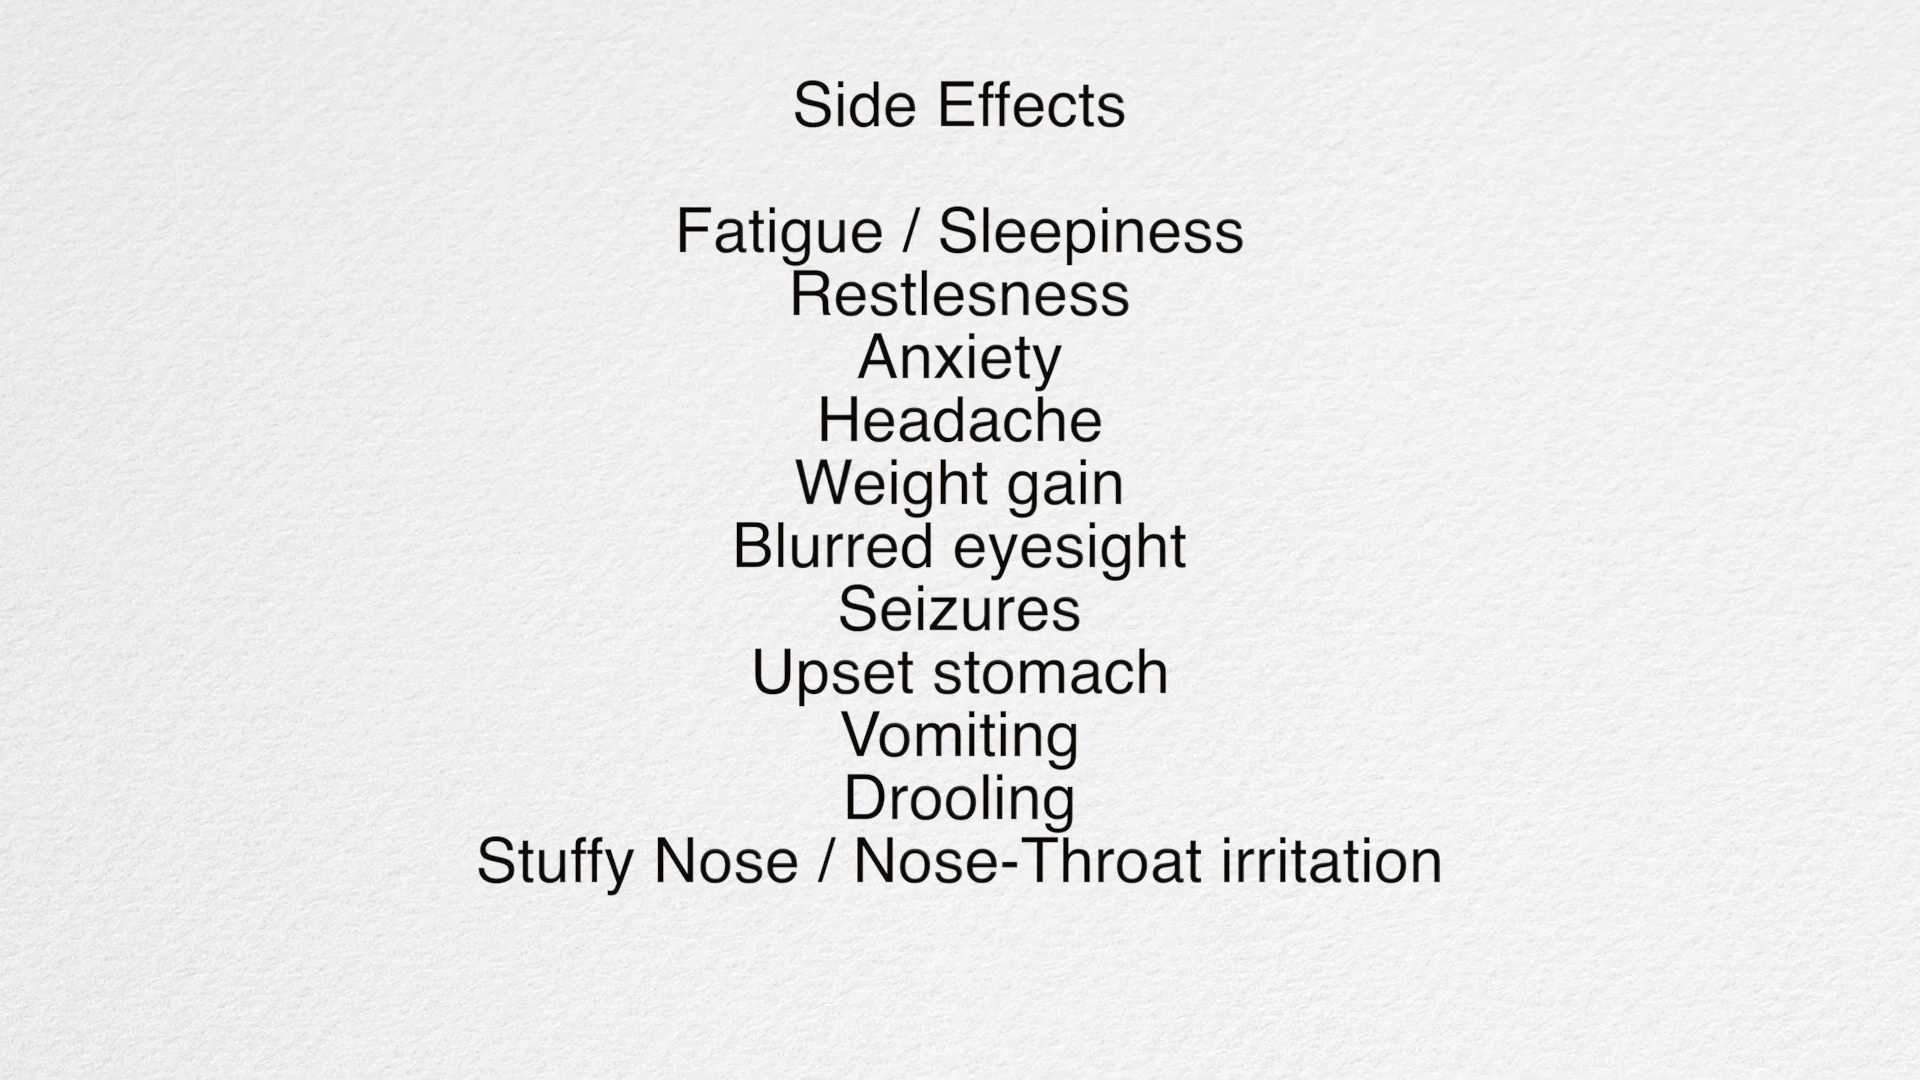 Side Effects
Fatigue / Sleepiness
Restlesness
Anxiety
Headache
Weight gain
Blurred eyesight
Seizures
Upset stomach
Vomiting
Drooling
Stuffy Nose / Nose-Throat irritation